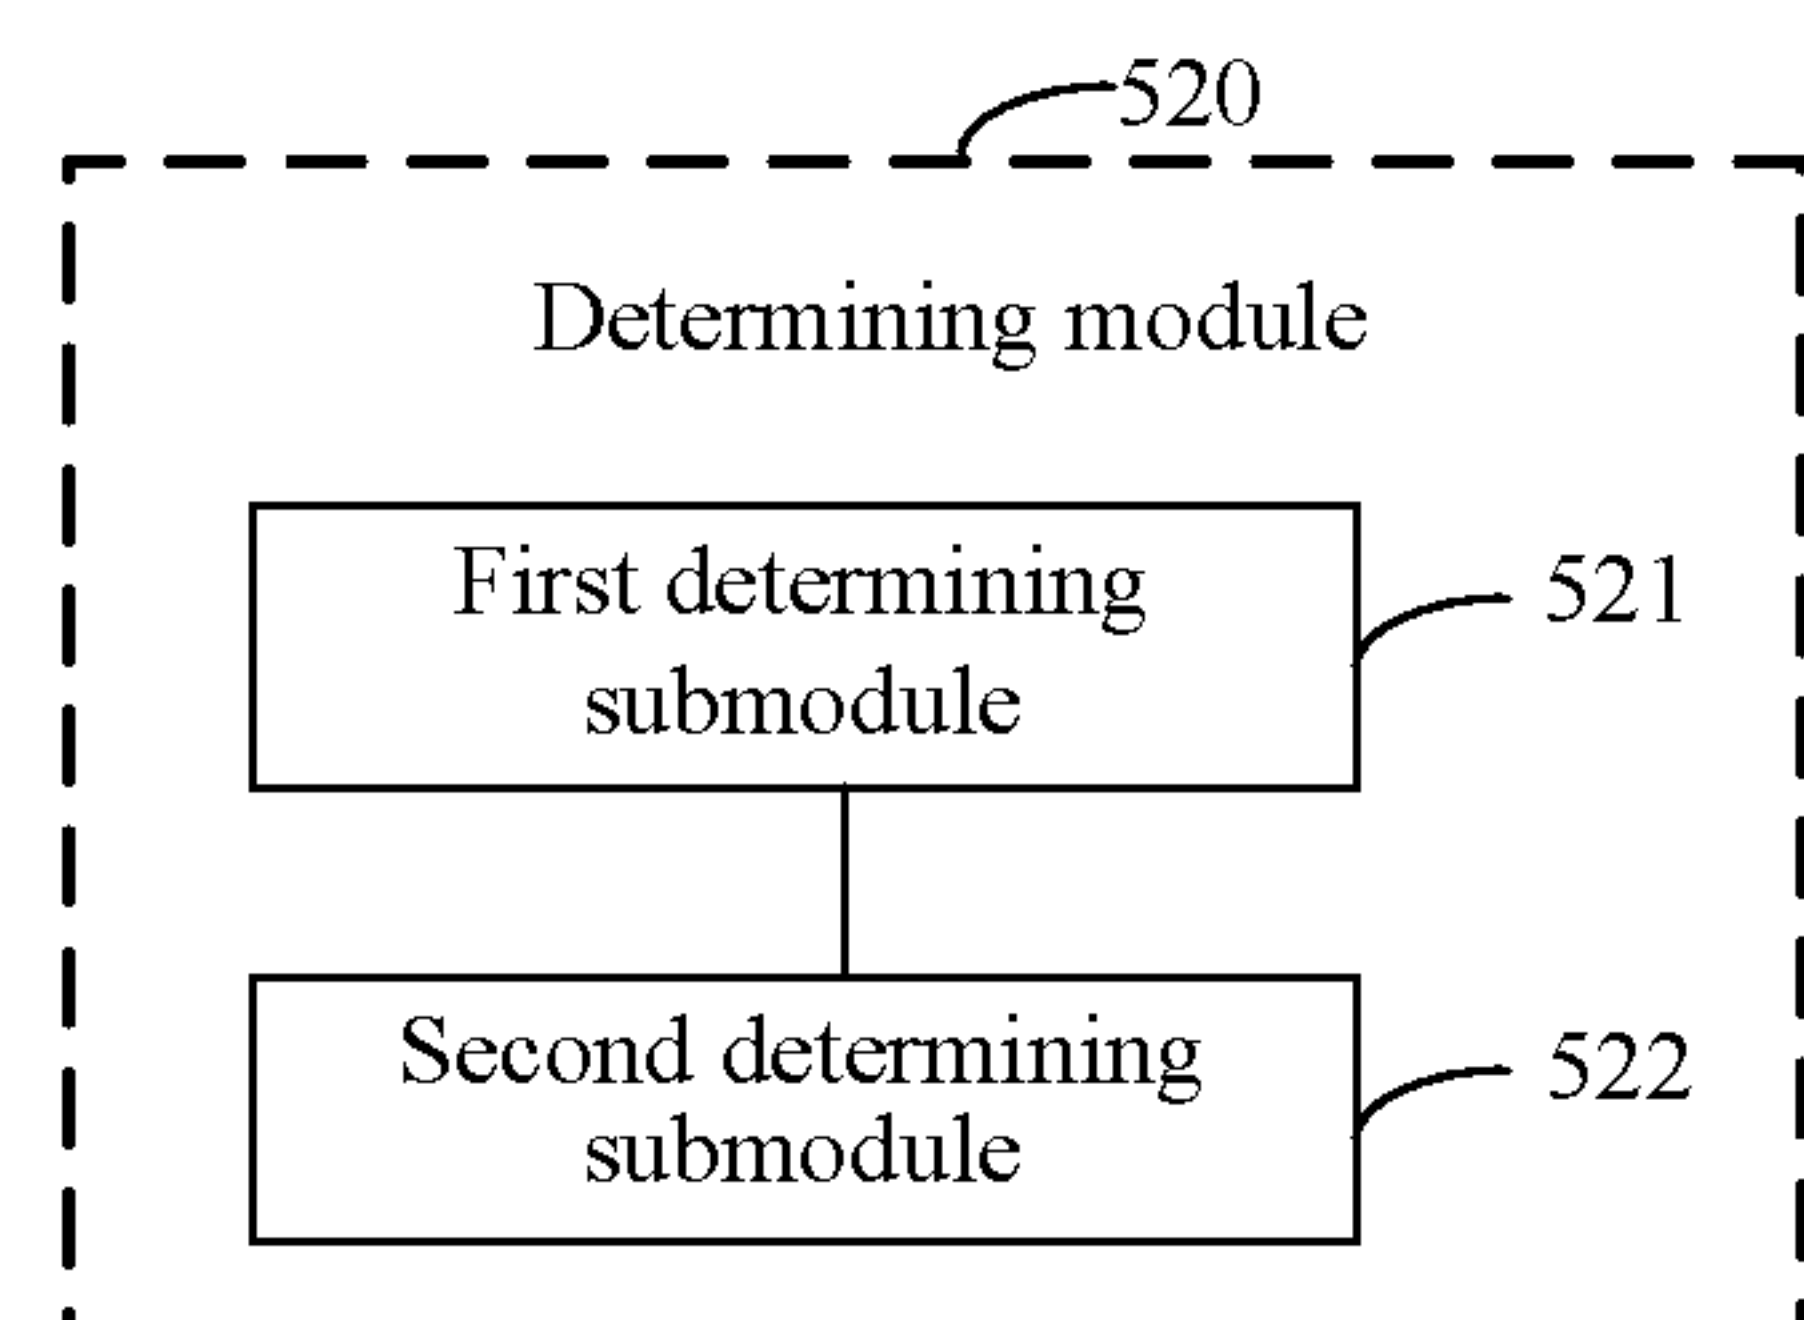 520
Determining module
First determining
submodule
521
Second determining
submodule
522